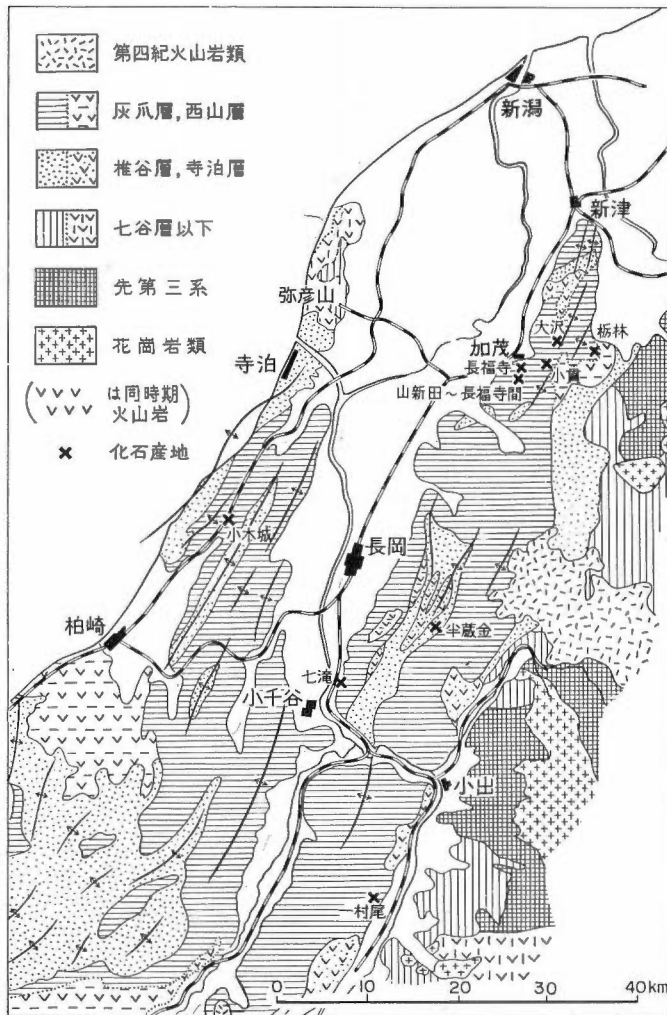 第四紀火山岩類
灰爪層,西山層
椎谷層,寺泊層
七谷層以下
先第三系
花崗岩類
(は同時期火山岩)
× 化石産地
新潟
新津
弥彦山
大沢
栃林
加茂
長福寺
小貫
寺泊
山新田〜長福寺間
小木城
長岡
柏崎
半蔵金
七滝
小千谷
小出
一村尾
0 10 20 30 40km